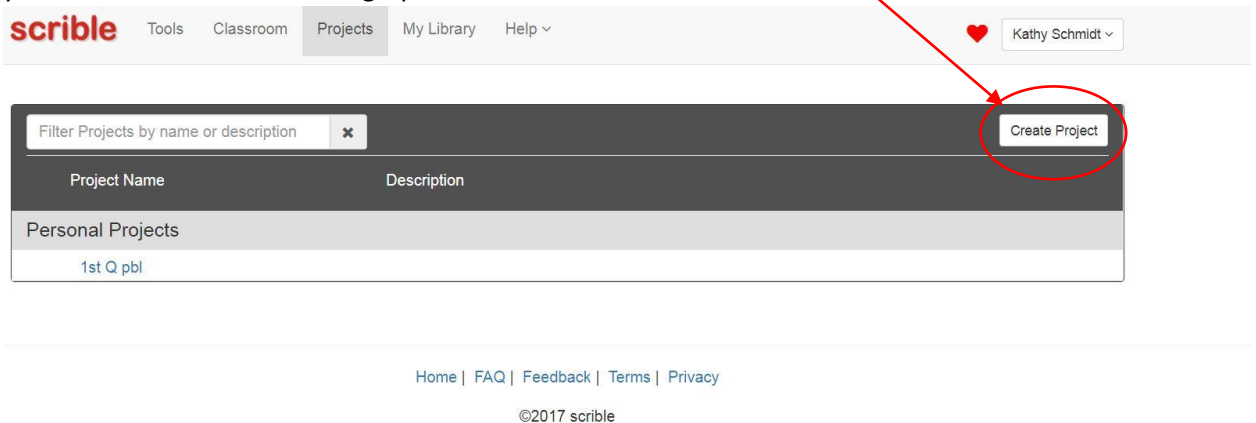 scrible Tools Classroom Projects My Library Help Kathy Schmidt
Filter Projects by name or description Create Project
Project Name Description
Personal Projects
1st Q pbl
Home | FAQ | Feedback | Terms | Privacy
©2017 scrible